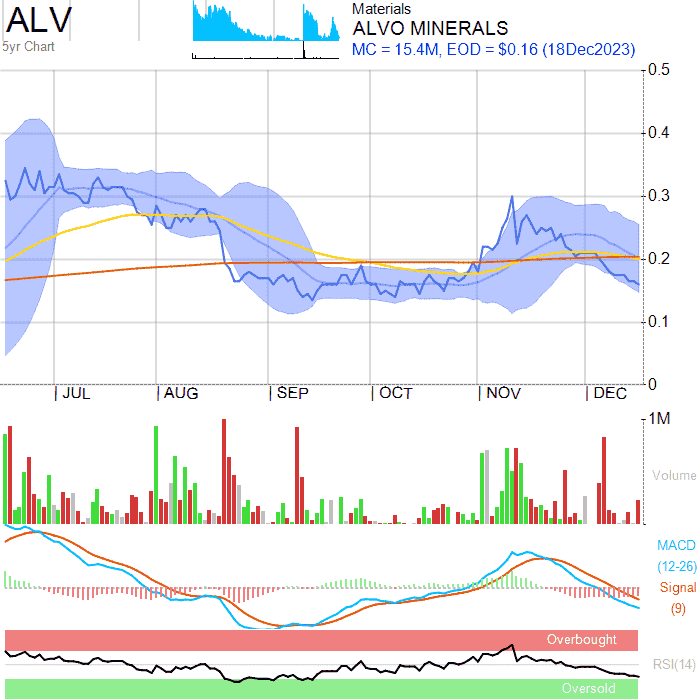 ALV
5yr Chart
Materials
ALVO MINERALS
MC = 15.4M, EOD = $0.16 (18Dec2023)
0.5
0.4
0.3
0.2
0.1
0
JUL AUG SEP OCT NOV DEC
1M
Volume
MACD
(12-26)
Signal
(9)
Overbought
RSI(14)
Oversold